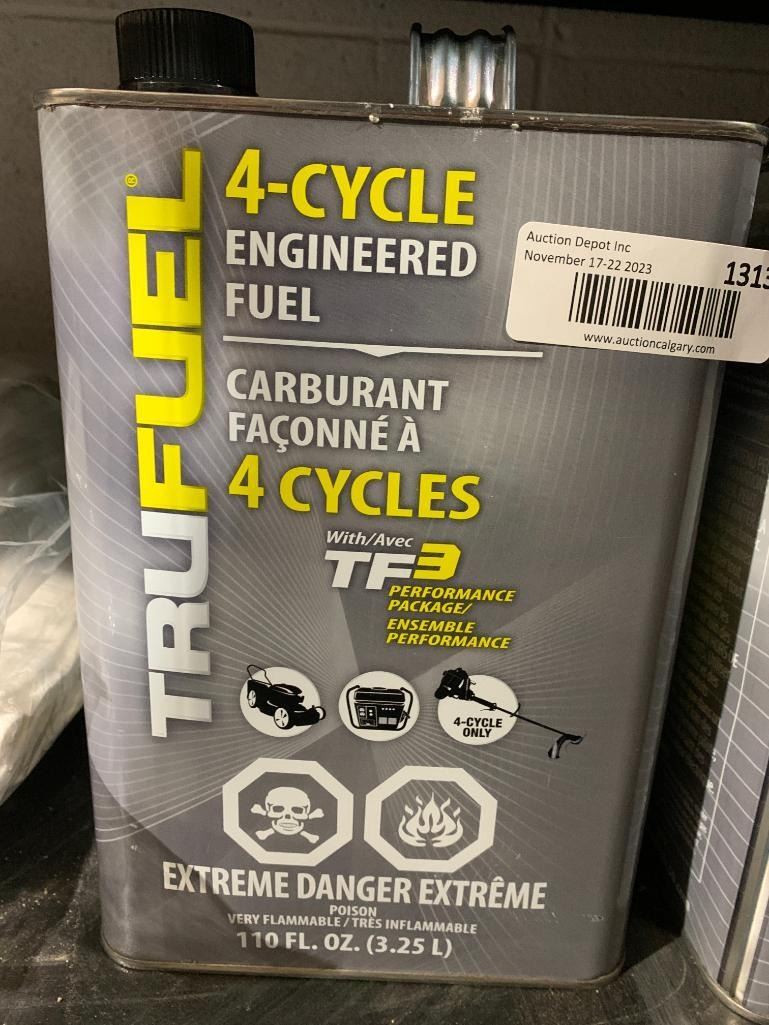 TRUFUEL®
4-CYCLE
ENGINEERED
FUEL
CARBURANT
FAÇONNÉ À
4 CYCLES
With/Avec
TF3
PERFORMANCE
PACKAGE/
ENSEMBLE
PERFORMANCE
4-CYCLE
ONLY
EXTREME DANGER EXTRÊME
POISON
VERY FLAMMABLE / TRÈS INFLAMMABLE
110 FL. OZ. (3.25 L)
Auction Depot Inc
November 17-22 2023
1313
www.auctioncalgary.com